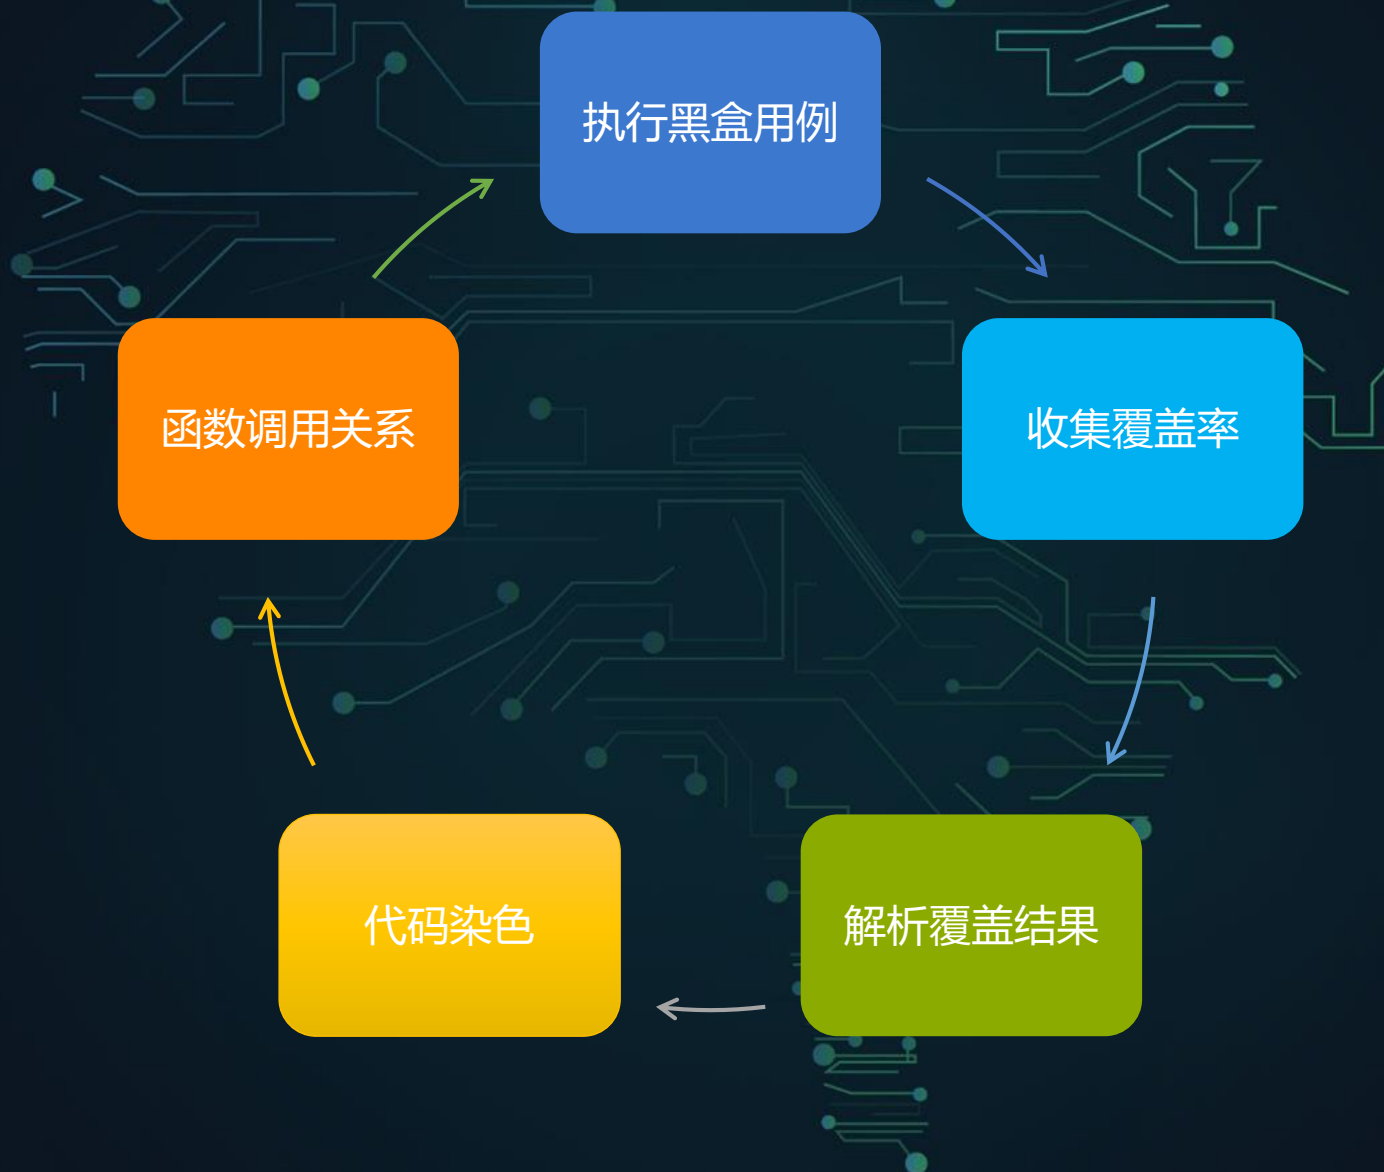 执行黑盒用例
函数调用关系
收集覆盖率
代码染色
解析覆盖结果